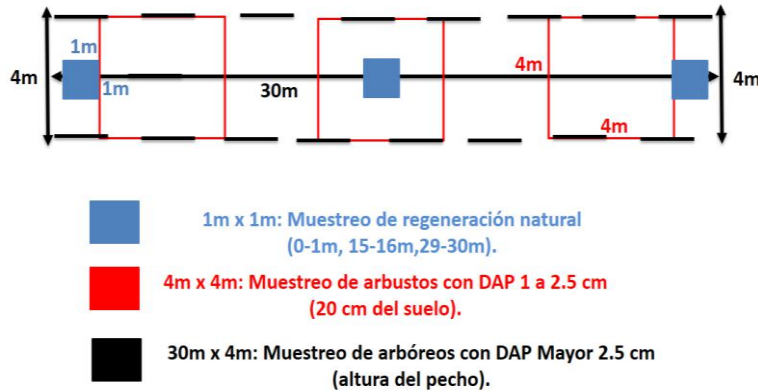 1m
4m
1m
30m
4m
4m
4m
1m x 1m: Muestreo de regeneración natural
(0-1m, 15-16m,29-30m).
4m x 4m: Muestreo de arbustos con DAP 1 a 2.5 cm
(20 cm del suelo).
30m x 4m: Muestreo de arbóreos con DAP Mayor 2.5 cm
(altura del pecho).